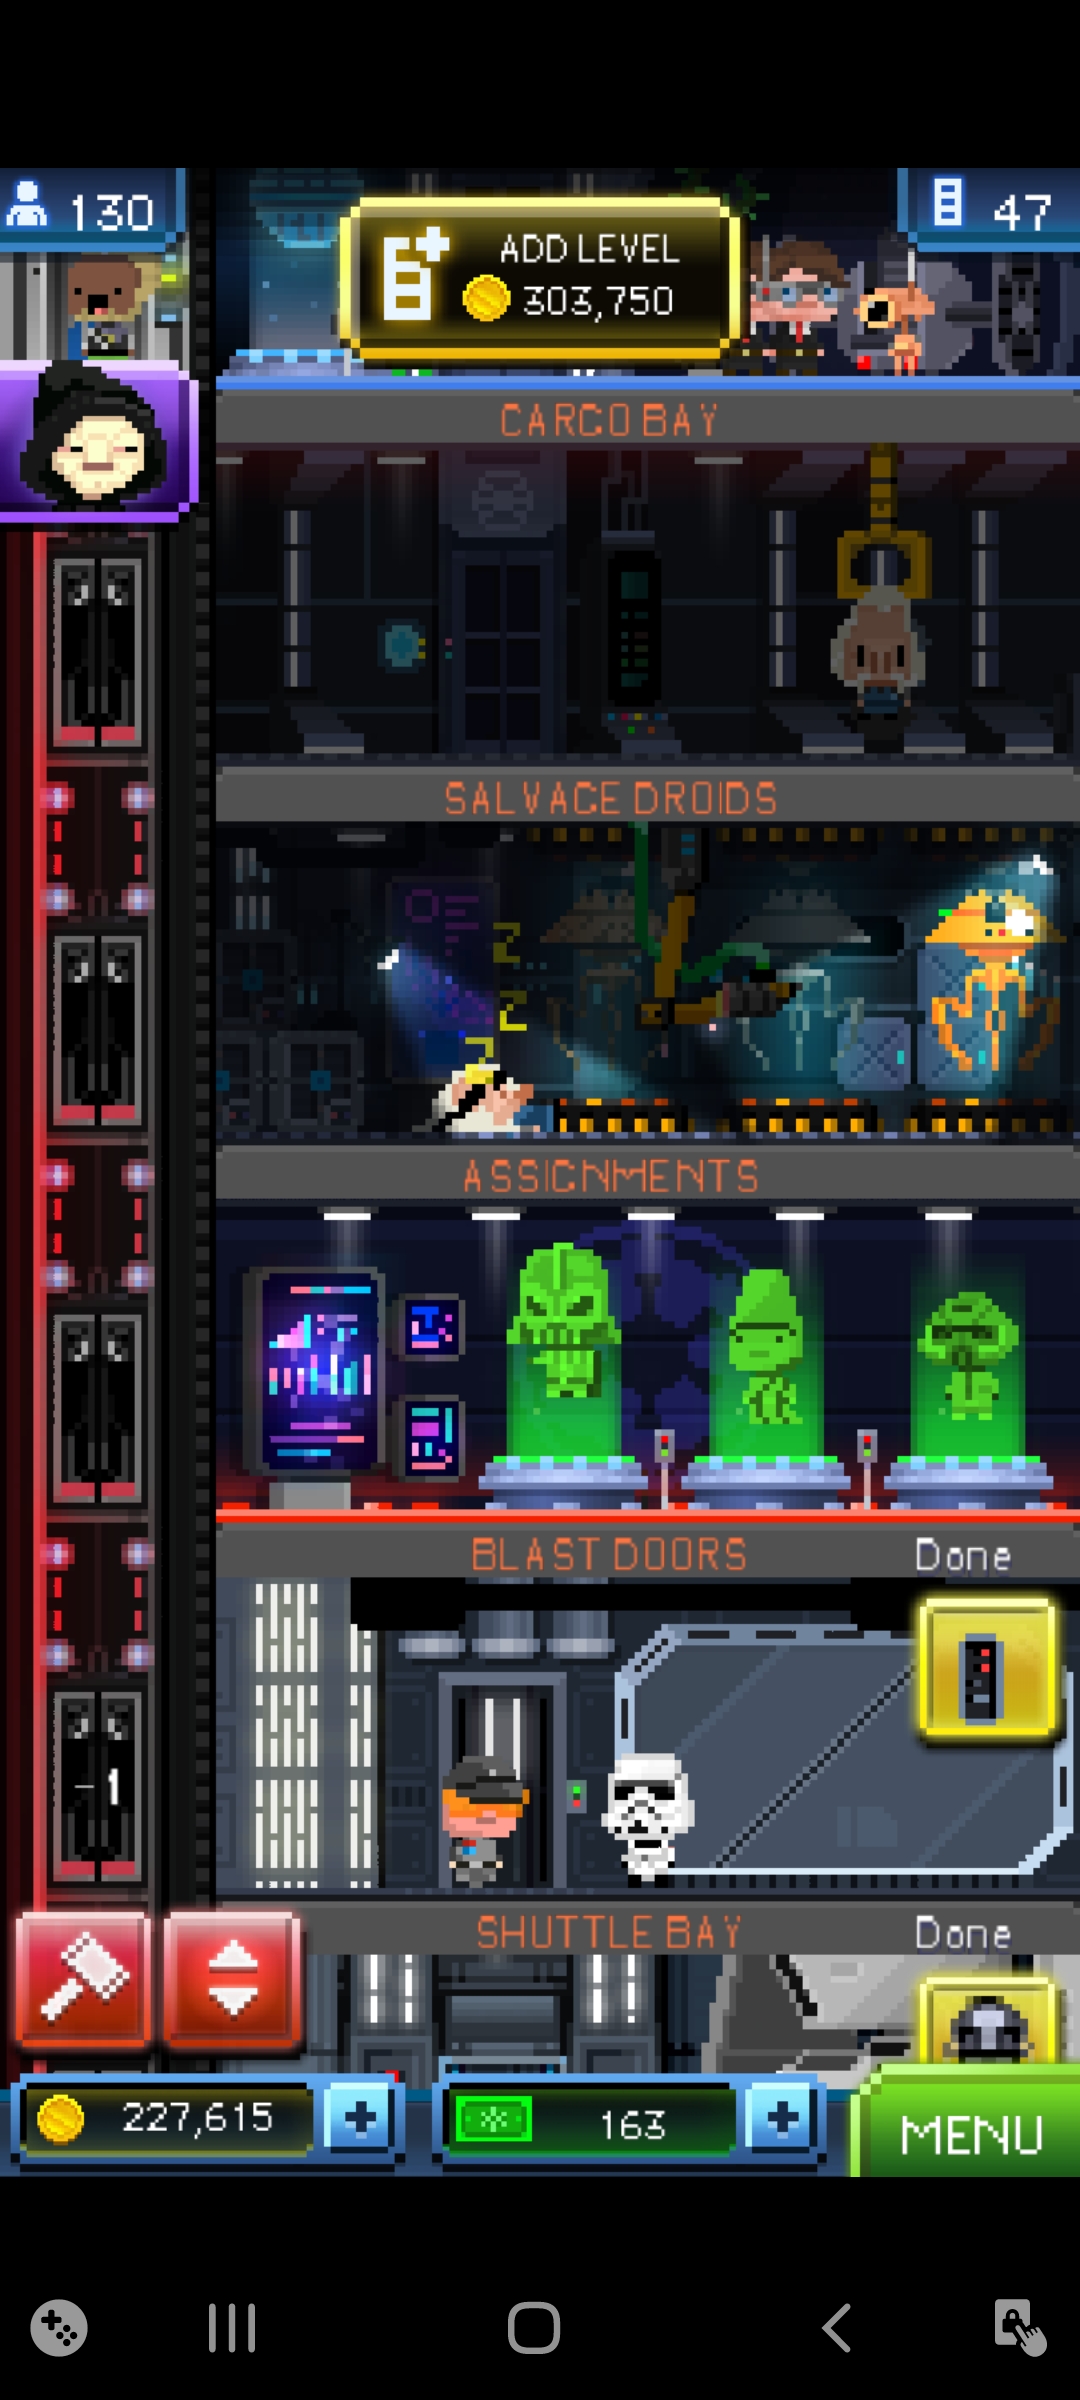 130
ADD LEVEL
303,750
47
CARGO BAY
SALVAGE DROIDS
Z
Z
Z
ASSIGNMENTS
BLAST DOORS
Done
-1
SHUTTLE BAY
Done
227,615
163
MENU